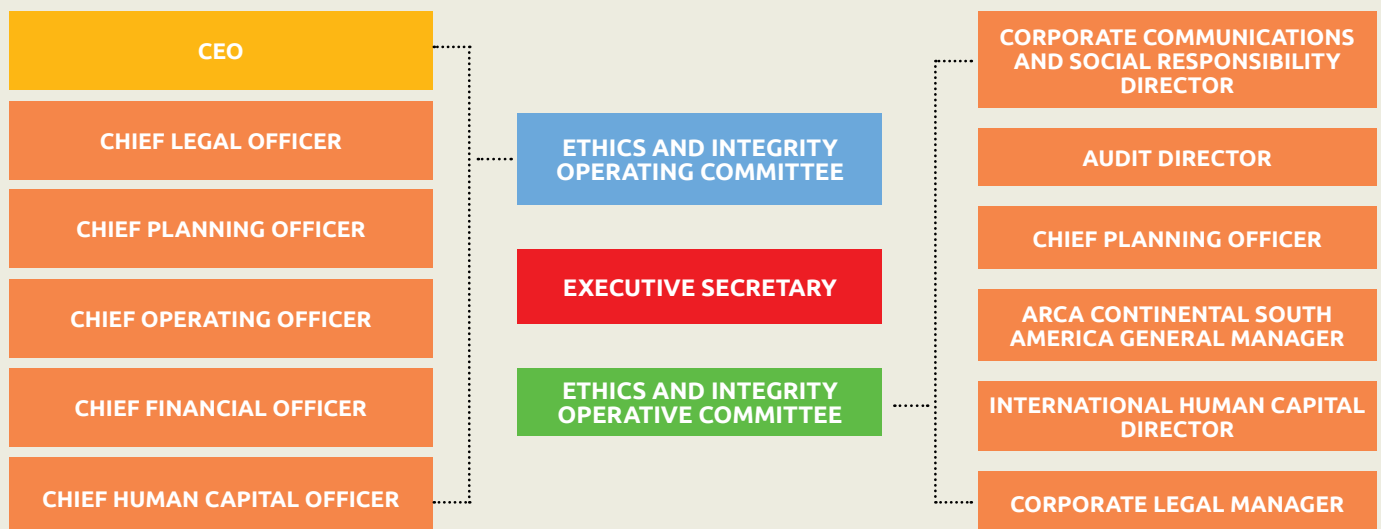 CEO
CHIEF LEGAL OFFICER
CHIEF PLANNING OFFICER
CHIEF OPERATING OFFICER
CHIEF FINANCIAL OFFICER
CHIEF HUMAN CAPITAL OFFICER
ETHICS AND INTEGRITY
OPERATING COMMITTEE
EXECUTIVE SECRETARY
ETHICS AND INTEGRITY
OPERATIVE COMMITTEE
CORPORATE COMMUNICATIONS
AND SOCIAL RESPONSIBILITY
DIRECTOR
AUDIT DIRECTOR
CHIEF PLANNING OFFICER
ARCA CONTINENTAL SOUTH
AMERICA GENERAL MANAGER
INTERNATIONAL HUMAN CAPITAL
DIRECTOR
CORPORATE LEGAL MANAGER